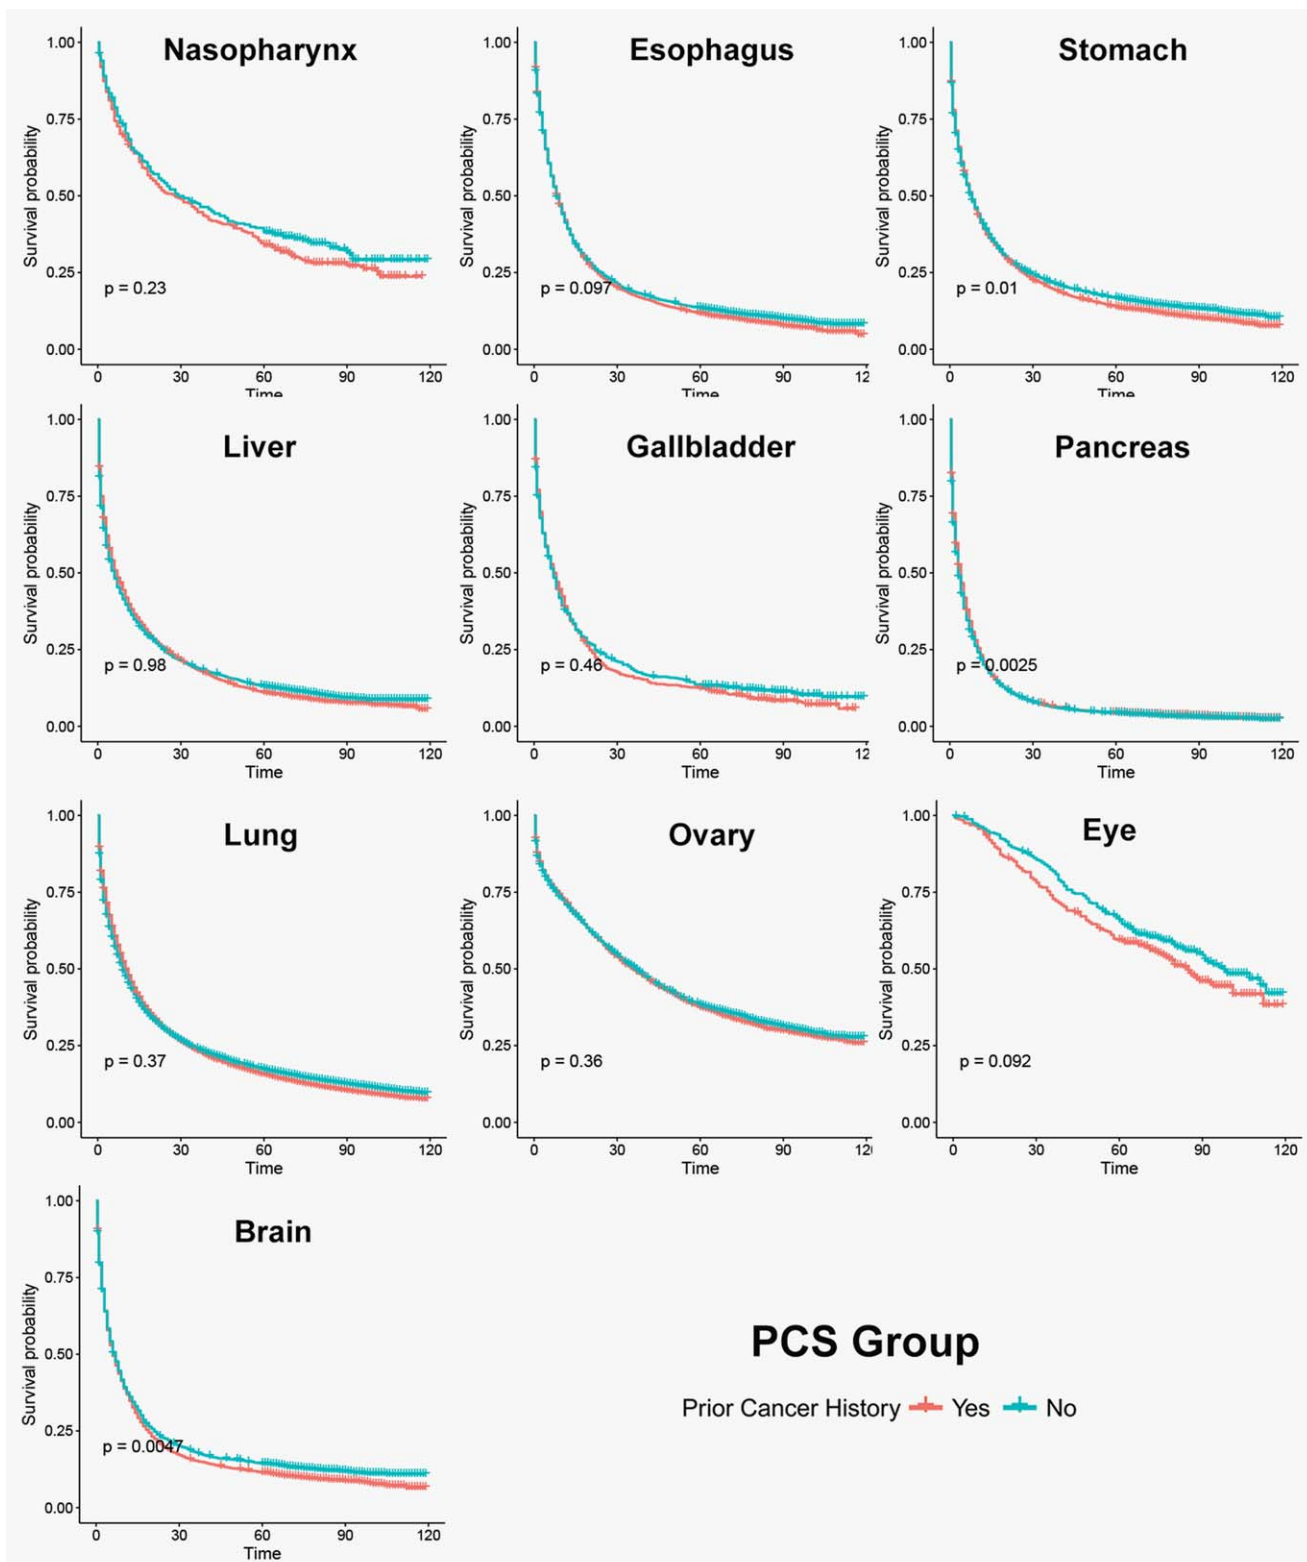 Nasopharynx
Survival probability
1.00
0.75
0.50
0.25
0.00
p = 0.23
0 30 60 90 120
Time
Esophagus
Survival probability
1.00
0.75
0.50
0.25
0.00
p = 0.097
0 30 60 90 12
Time
Stomach
Survival probability
1.00
0.75
0.50
0.25
0.00
p = 0.01
0 30 60 90 120
Time
Liver
Survival probability
1.00
0.75
0.50
0.25
0.00
p = 0.98
0 30 60 90 120
Time
Gallbladder
Survival probability
1.00
0.75
0.50
0.25
0.00
p = 0.46
0 30 60 90 12
Time
Pancreas
Survival probability
1.00
0.75
0.50
0.25
0.00
p = 0.0025
0 30 60 90 120
Time
Lung
Survival probability
1.00
0.75
0.50
0.25
0.00
p = 0.37
0 30 60 90 120
Time
Ovary
Survival probability
1.00
0.75
0.50
0.25
0.00
p = 0.36
0 30 60 90 120
Time
Eye
Survival probability
1.00
0.75
0.50
0.25
0.00
p = 0.092
0 30 60 90 120
Time
Brain
Survival probability
1.00
0.75
0.50
0.25
0.00
p = 0.0047
0 30 60 90 120
Time
PCS Group
Prior Cancer History Yes No